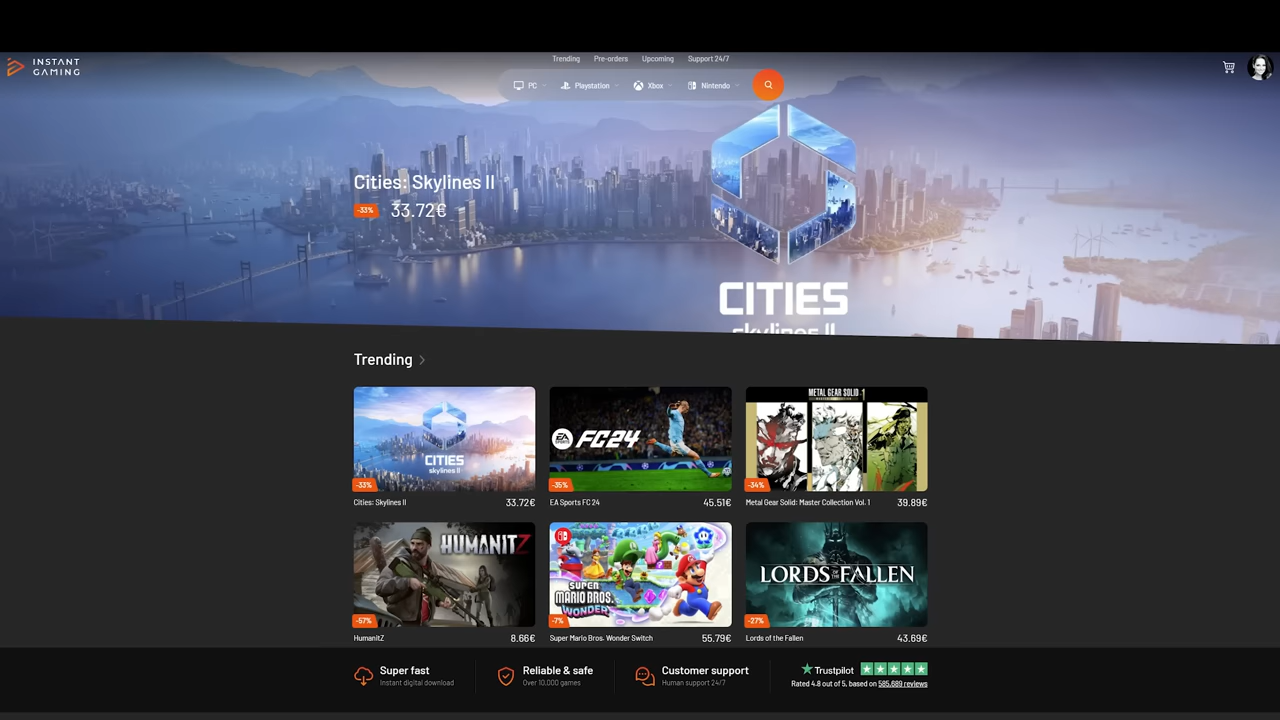 INSTANT
GAMING
Trending Pre-orders Upcoming Support 24/7
PC Playstation Xbox Nintendo
Cities: Skylines II
-33% 33.72€
CITIES
skylines II
Trending
CITIES
skylines II
-33%
Cities: Skylines II 33.72€
EA
SPORTS
FC24
-35%
EA Sports FC 24 45.51€
METAL GEAR SOLID
-34%
Metal Gear Solid: Master Collection Vol. 1 39.89€
HUMANITZ
-57%
HumanitZ 8.66€
SUPER
MARIO BROS.
WONDER
-7%
Super Mario Bros. Wonder Switch 55.79€
LORDS OF THE FALLEN
-27%
Lords of the Fallen 43.69€
Super fast
Instant digital download
Reliable & safe
Over 10.000 games
Customer support
Human support 24/7
Trustpilot
Rated 4.8 out of 5, based on 585,689 reviews